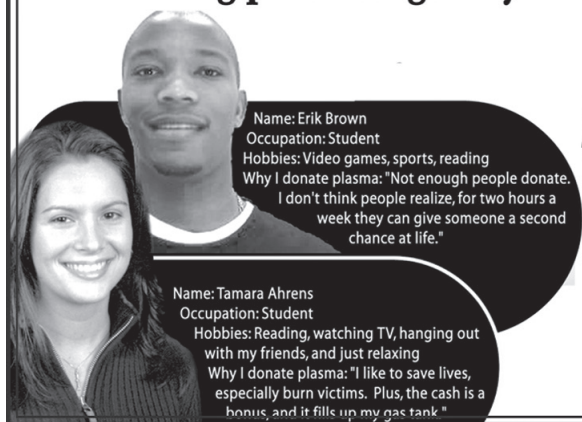 Name: Erik Brown
Occupation: Student
Hobbies: Video games, sports, reading
Why I donate plasma: "Not enough people donate.
I don't think people realize, for two hours a
week they can give someone a second
chance at life."
Name: Tamara Ahrens
Occupation: Student
Hobbies: Reading, watching TV, hanging out
with my friends, and just relaxing
Why I donate plasma: "I like to save lives,
especially burn victims. Plus, the cash is a
bonus, and it fills up my gas tank."